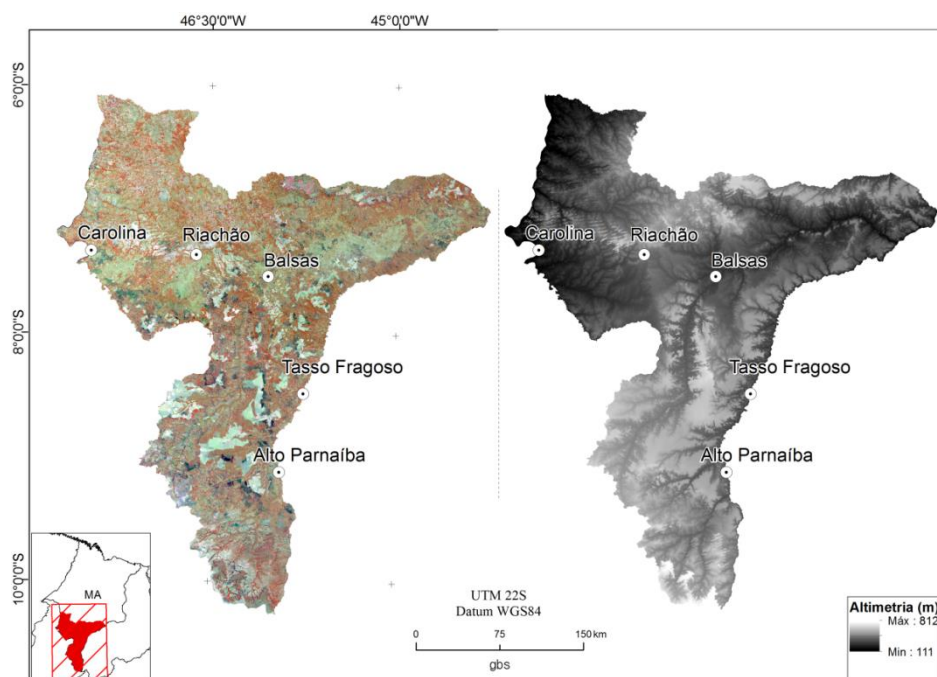 46°30'0"W 45°0'0"W
6°0'0"S
8°0'0"S
10°0'0"S
Carolina
Riachão
Balsas
Tasso Fragoso
Alto Parnaíba
Carolina
Riachão
Balsas
Tasso Fragoso
Alto Parnaíba
MA
UTM 22S
Datum WGS84
0 75 150 km
gbs
Altimetria (m)
Máx : 812
Min : 111